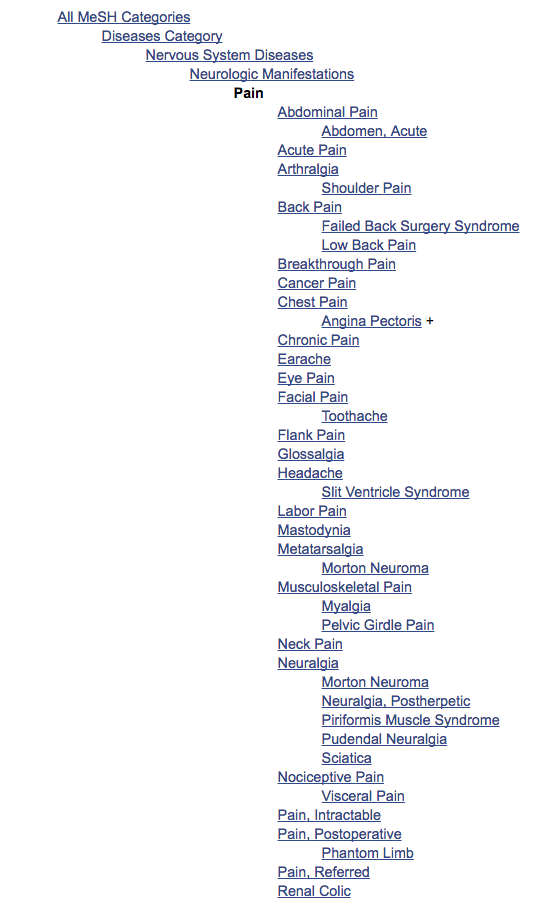 All MeSH Categories
Diseases Category
Nervous System Diseases
Neurologic Manifestations
Pain
Abdominal Pain
Abdomen, Acute
Acute Pain
Arthralgia
Shoulder Pain
Back Pain
Failed Back Surgery Syndrome
Low Back Pain
Breakthrough Pain
Cancer Pain
Chest Pain
Angina Pectoris +
Chronic Pain
Earache
Eye Pain
Facial Pain
Toothache
Flank Pain
Glossalgia
Headache
Slit Ventricle Syndrome
Labor Pain
Mastodynia
Metatarsalgia
Morton Neuroma
Musculoskeletal Pain
Myalgia
Pelvic Girdle Pain
Neck Pain
Neuralgia
Morton Neuroma
Neuralgia, Postherpetic
Piriformis Muscle Syndrome
Pudendal Neuralgia
Sciatica
Nociceptive Pain
Visceral Pain
Pain, Intractable
Pain, Postoperative
Phantom Limb
Pain, Referred
Renal Colic